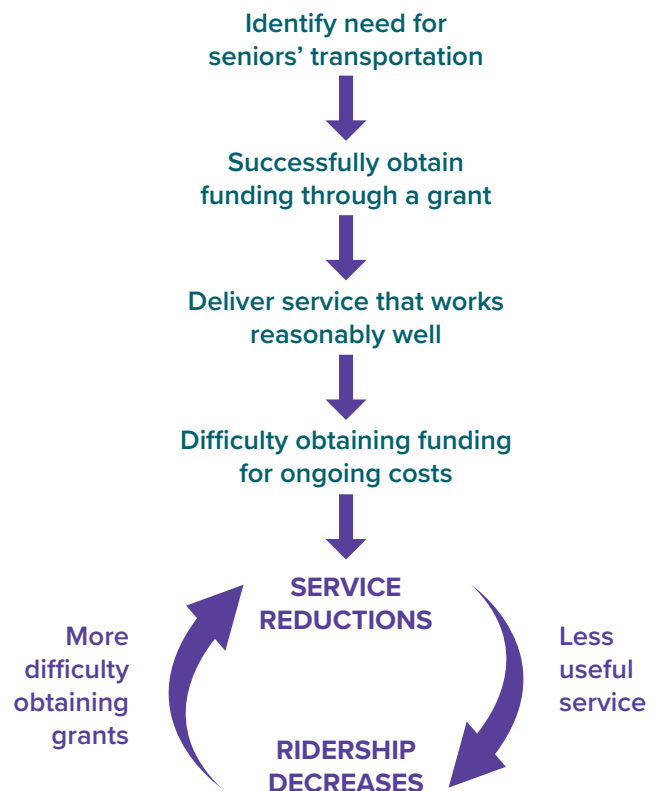 Identify need for
seniors’ transportation
Successfully obtain
funding through a grant
Deliver service that works
reasonably well
Difficulty obtaining funding
for ongoing costs
SERVICE
REDUCTIONS
Less
useful
service
RIDERSHIP
DECREASES
More
difficulty
obtaining
grants